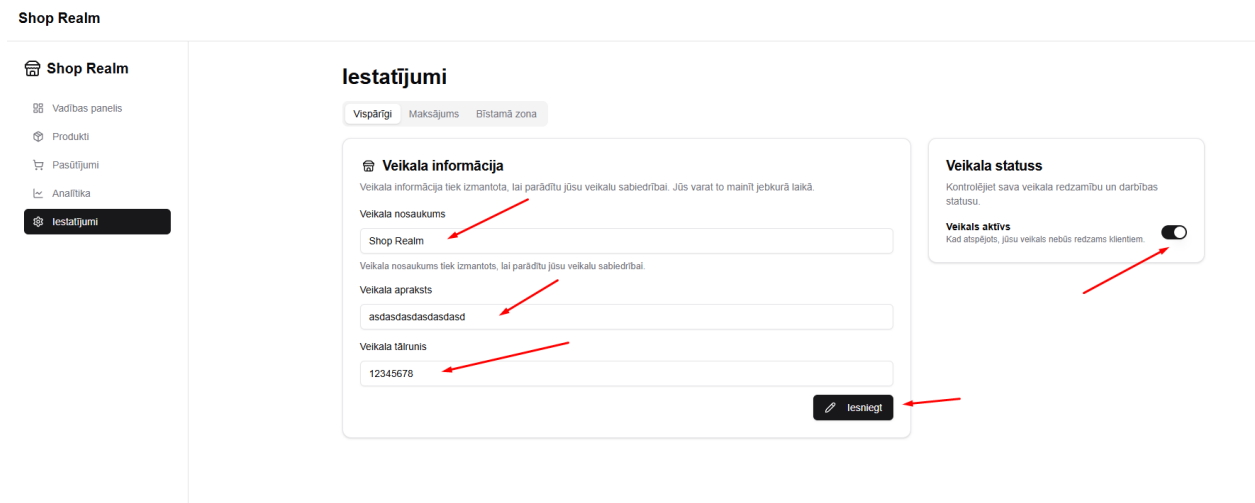 Shop Realm
Shop Realm
Vadības panelis
Produkti
Pasūtījumi
Analītika
Iestatījumi
Iestatījumi
Vispārīgi Maksājums Bīstamā zona
Veikala informācija
Veikala informācija tiek izmantota, lai parādītu jūsu veikalu sabiedrībai. Jūs varat to mainīt jebkurā laikā.
Veikala nosaukums
Shop Realm
Veikala nosaukums tiek izmantots, lai parādītu jūsu veikalu sabiedrībai.
Veikala apraksts
asdasdasdasdasdasd
Veikala tālrunis
12345678
Iesniegt
Veikala statuss
Kontrolējiet sava veikala redzamību un darbības
statusu.
Veikals aktīvs
Kad atspējots, jūsu veikals nebūs redzams klientiem.